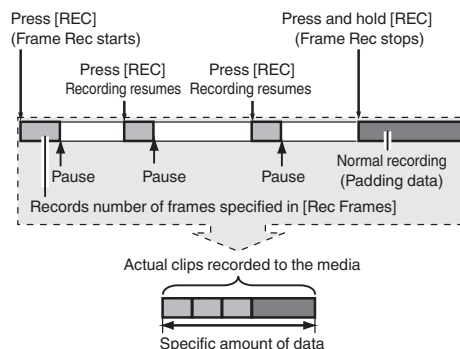 Press [REC]
(Frame Rec starts)
Press and hold [REC]
(Frame Rec stops)
Press [REC]
Recording resumes
Press [REC]
Recording resumes
Pause
Pause
Pause
Normal recording
(Padding data)
Records number of frames specified in [Rec Frames]
Actual clips recorded to the media
Specific amount of data